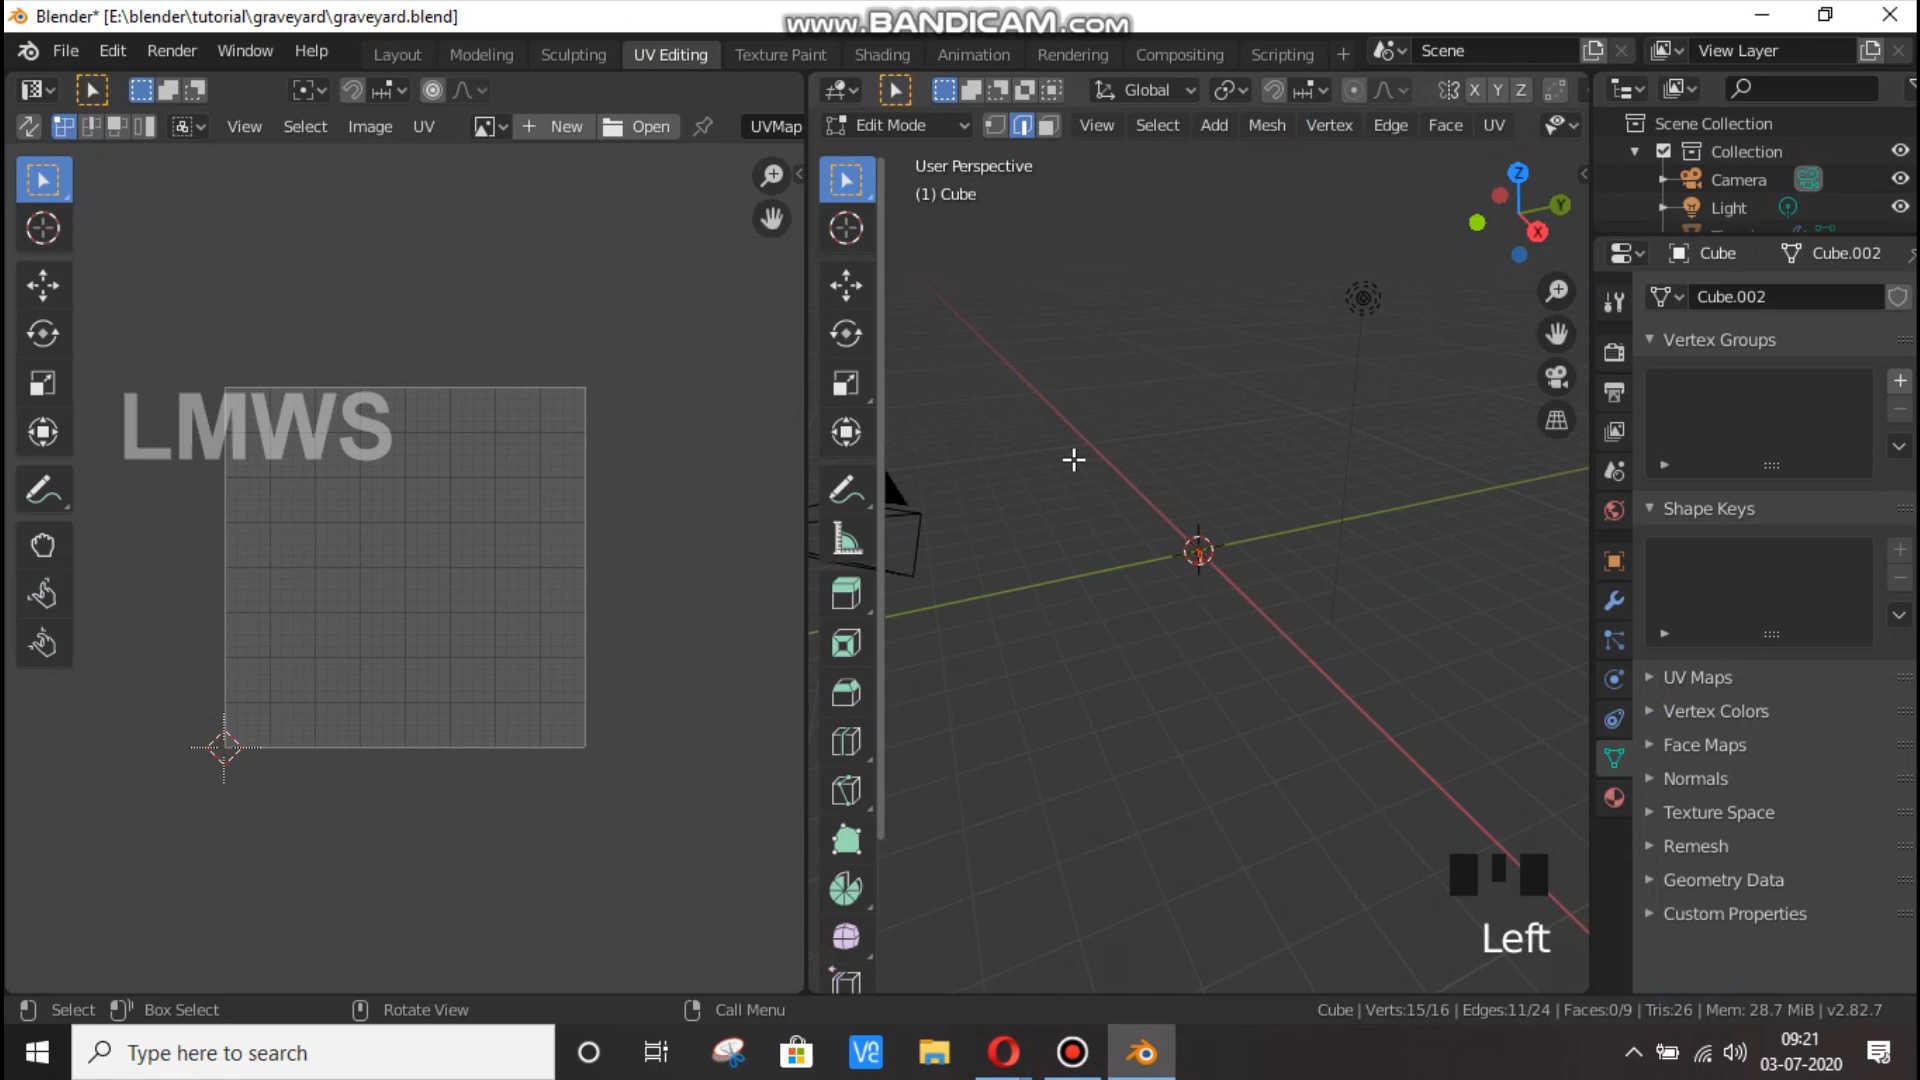 Blender* [E:\blender\tutorial\graveyard\graveyard.blend]
www.BANDICAM.com
File Edit Render Window Help
Layout Modeling Sculpting UV Editing Texture Paint Shading Animation Rendering Compositing Scripting +
Scene
View Layer
Global
X Y Z
View Select Image UV
+ New
Open
UVMap
Edit Mode
View Select Add Mesh Vertex Edge Face UV
Scene Collection
Collection
Camera
Light
User Perspective
(1) Cube
Z
Y
X
Cube
Cube.002
Cube.002
Vertex Groups
Shape Keys
UV Maps
Vertex Colors
Face Maps
Normals
Texture Space
Remesh
Geometry Data
Custom Properties
LMWS
Left
Select
Box Select
Rotate View
Call Menu
Cube | Verts:15/16 | Edges:11/24 | Faces:0/9 | Tris:26 | Mem: 28.7 MiB | v2.82.7
Type here to search
09:21
03-07-2020